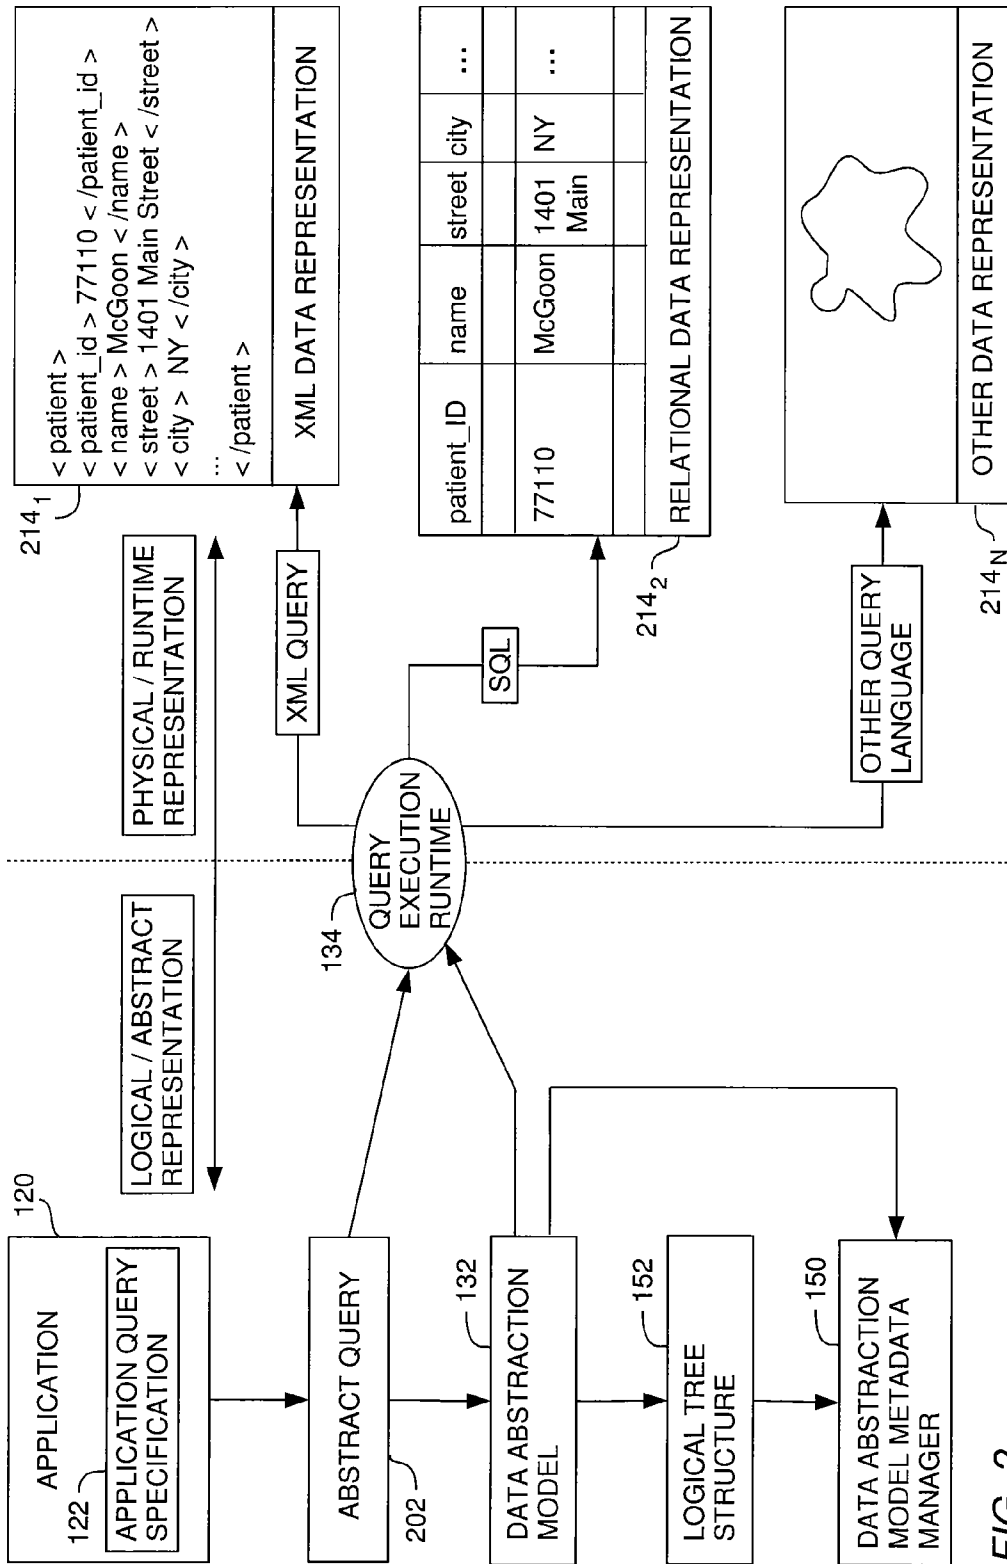 120
APPLICATION
122
APPLICATION QUERY
SPECIFICATION
LOGICAL / ABSTRACT
REPRESENTATION
PHYSICAL / RUNTIME
REPRESENTATION
ABSTRACT QUERY
202
DATA ABSTRACTION
MODEL
132
LOGICAL TREE
STRUCTURE
152
DATA ABSTRACTION
MODEL METADATA
MANAGER
150
134
QUERY
EXECUTION
RUNTIME
XML QUERY
SQL
OTHER QUERY
LANGUAGE
214₁
< patient >
< patient_id > 77110 < /patient_id >
< name > McGoon < /name >
< street > 1401 Main Street < /street >
< city > NY < /city >
...
< /patient >
XML DATA REPRESENTATION
patient_ID name street city ...
77110 McGoon 1401 NY ...
Main
RELATIONAL DATA REPRESENTATION
214₂
OTHER DATA REPRESENTATION
214N